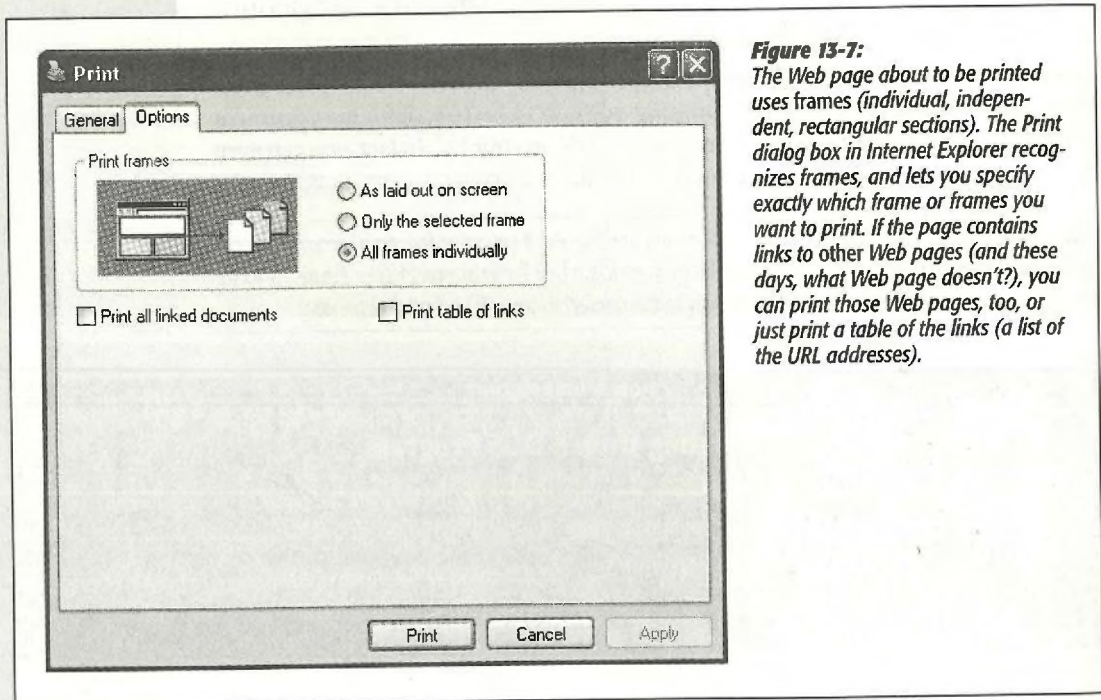 Print
General Options
Print frames
As laid out on screen
Only the selected frame
All frames individually
Print all linked documents Print table of links
Print Cancel Apply
Figure 13-7:
The Web page about to be printed
uses frames (individual, indepen-
dent, rectangular sections). The Print
dialog box in Internet Explorer recog-
nizes frames, and lets you specify
exactly which frame or frames you
want to print. If the page contains
links to other Web pages (and these
days, what Web page doesn't?), you
can print those Web pages, too, or
just print a table of the links (a list of
the URL addresses).